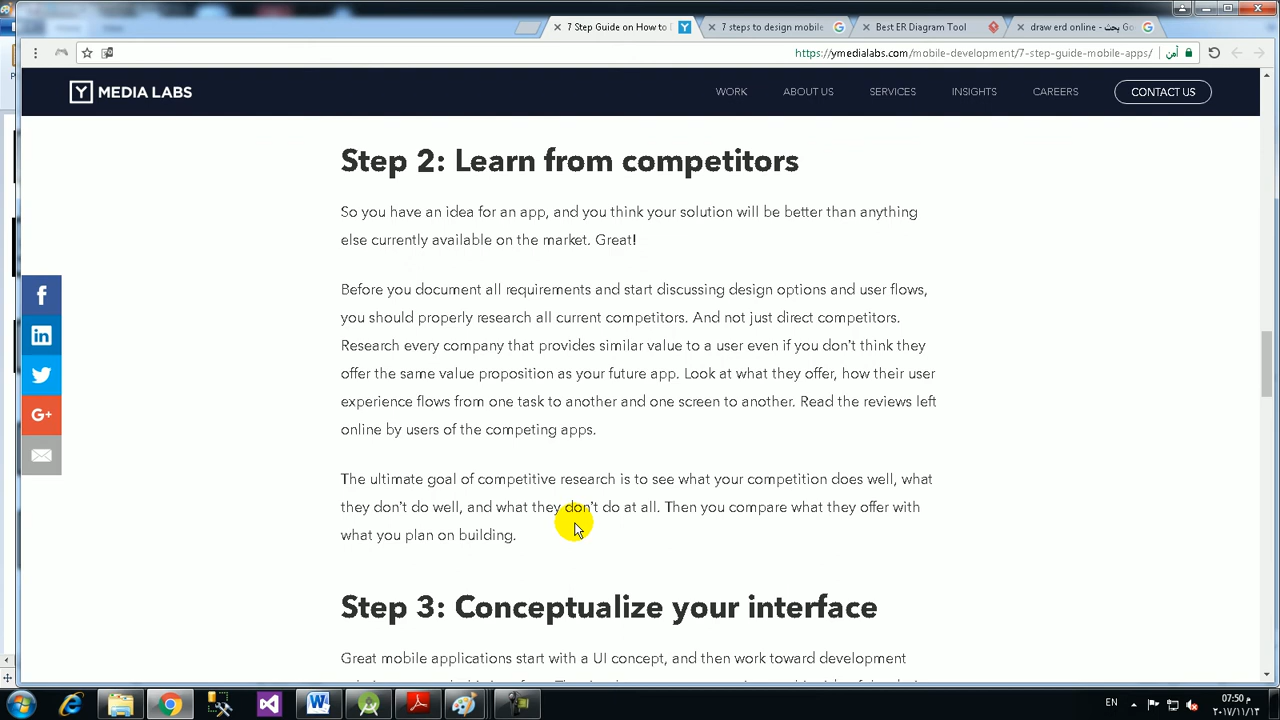 7 Step Guide on How to
7 steps to design mobile
Best ER Diagram Tool
draw erd online - بحث Go
https://ymedialabs.com/mobile-development/7-step-guide-mobile-apps/
آمن
Y MEDIA LABS
WORK
ABOUT US
SERVICES
INSIGHTS
CAREERS
CONTACT US
Step 2: Learn from competitors
So you have an idea for an app, and you think your solution will be better than anything
else currently available on the market. Great!
Before you document all requirements and start discussing design options and user flows,
you should properly research all current competitors. And not just direct competitors.
Research every company that provides similar value to a user even if you don't think they
offer the same value proposition as your future app. Look at what they offer, how their user
experience flows from one task to another and one screen to another. Read the reviews left
online by users of the competing apps.
The ultimate goal of competitive research is to see what your competition does well, what
they don't do well, and what they don't do at all. Then you compare what they offer with
what you plan on building.
Step 3: Conceptualize your interface
Great mobile applications start with a UI concept, and then work toward development
EN
07:50 م
٢٠١٧/١١/١٣